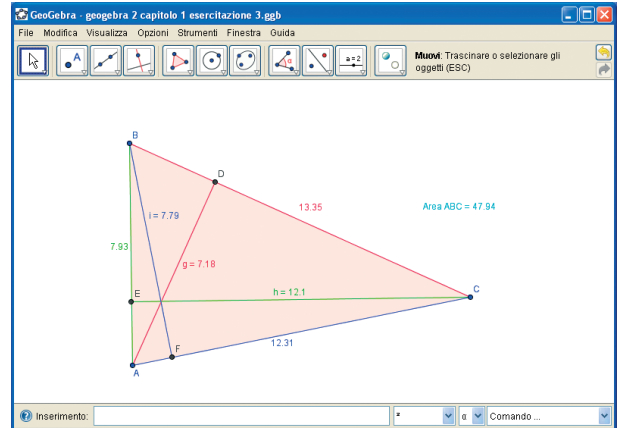 GeoGebra - geogebra 2 capitolo 1 esercitazione 3.ggb
File Modifica Visualizza Opzioni Strumenti Finestra Guida
A
α
a=2
Muovi: Trascinare o selezionare gli
oggetti (ESC)
B
D
i = 7.79
13.35
Area ABC = 47.94
7.93
g = 7.18
E
h = 12.1
C
12.31
F
A
Inserimento:
²
α
Comando ...